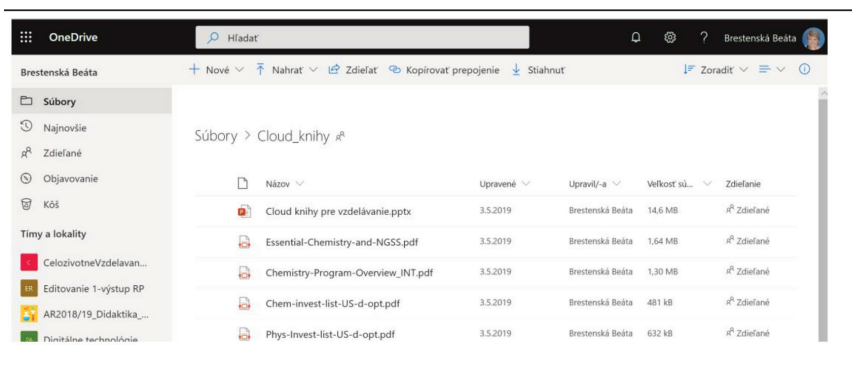 OneDrive
Hľadať
? Brestenská Beáta
Brestenská Beáta
+ Nové Nahrať Zdieľať Kopírovať prepojenie Stiahnuť Zoradiť
Súbory
Najnovšie
Zdieľané
Objavovanie
Kôš
Tímy a lokality
C CelozivotneVzdelavan...
ER Editovanie 1-výstup RP
AR2018/19_Didaktika_...
Digitálne technológie
Súbory > Cloud_knihy
Názov Upravené Upravil/-a Veľkosť sú... Zdieľanie
Cloud knihy pre vzdelávanie.pptx 3.5.2019 Brestenská Beáta 14,6 MB Zdieľané
Essential-Chemistry-and-NGSS.pdf 3.5.2019 Brestenská Beáta 1,64 MB Zdieľané
Chemistry-Program-Overview_INT.pdf 3.5.2019 Brestenská Beáta 1,30 MB Zdieľané
Chem-invest-list-US-d-opt.pdf 3.5.2019 Brestenská Beáta 481 kB Zdieľané
Phys-Invest-list-US-d-opt.pdf 3.5.2019 Brestenská Beáta 632 kB Zdieľané